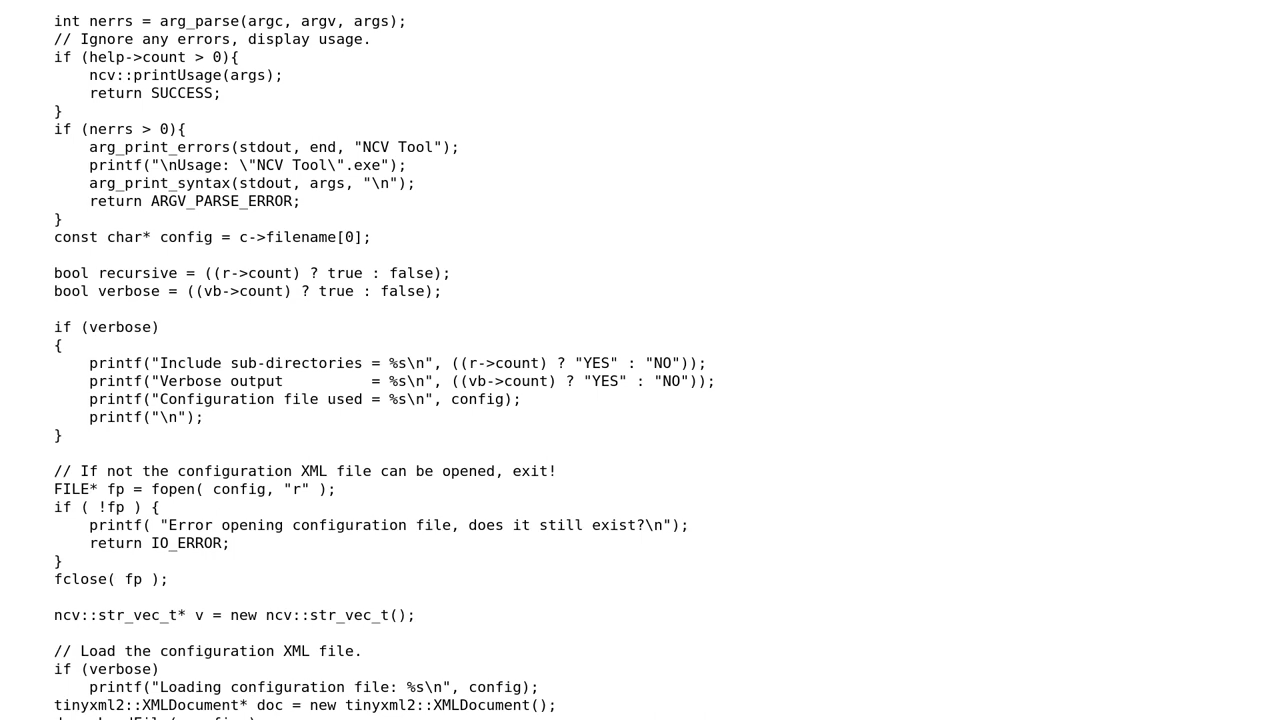 int nerrs = arg_parse(argc, argv, args);
// Ignore any errors, display usage.
if (help->count > 0){
    ncv::printUsage(args);
    return SUCCESS;
}
if (nerrs > 0){
    arg_print_errors(stdout, end, "NCV Tool");
    printf("\nUsage: \"NCV Tool\".exe");
    arg_print_syntax(stdout, args, "\n");
    return ARGV_PARSE_ERROR;
}
const char* config = c->filename[0];

bool recursive = ((r->count) ? true : false);
bool verbose = ((vb->count) ? true : false);

if (verbose)
{
    printf("Include sub-directories = %s\n", ((r->count) ? "YES" : "NO"));
    printf("Verbose output          = %s\n", ((vb->count) ? "YES" : "NO"));
    printf("Configuration file used = %s\n", config);
    printf("\n");
}

// If not the configuration XML file can be opened, exit!
FILE* fp = fopen( config, "r" );
if ( !fp ) {
    printf( "Error opening configuration file, does it still exist?\n");
    return IO_ERROR;
}
fclose( fp );

ncv::str_vec_t* v = new ncv::str_vec_t();

// Load the configuration XML file.
if (verbose)
    printf("Loading configuration file: %s\n", config);
tinyxml2::XMLDocument* doc = new tinyxml2::XMLDocument();